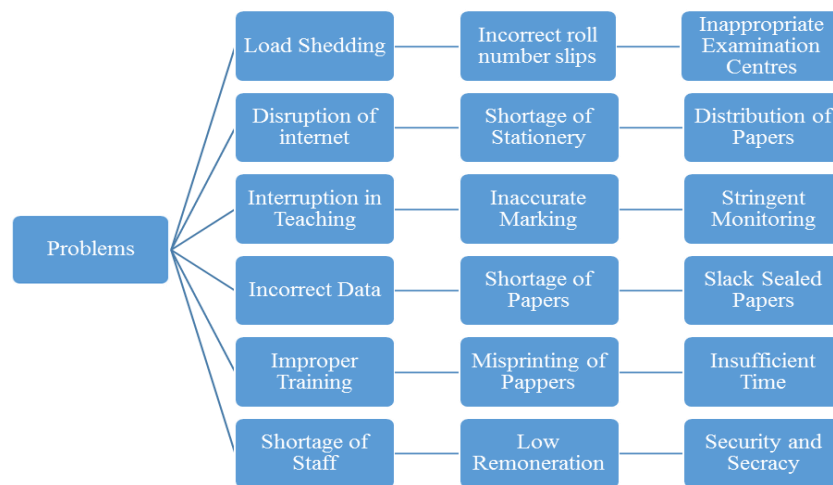 Load Shedding
Incorrect roll
number slips
Inappropriate
Examination
Centres
Disruption of
internet
Shortage of
Stationery
Distribution of
Papers
Interruption in
Teaching
Inaccurate
Marking
Stringent
Monitoring
Problems
Incorrect Data
Shortage of
Papers
Slack Sealed
Papers
Improper
Training
Misprinting of
Pappers
Insufficient
Time
Shortage of
Staff
Low
Remoneration
Security and
Secracy